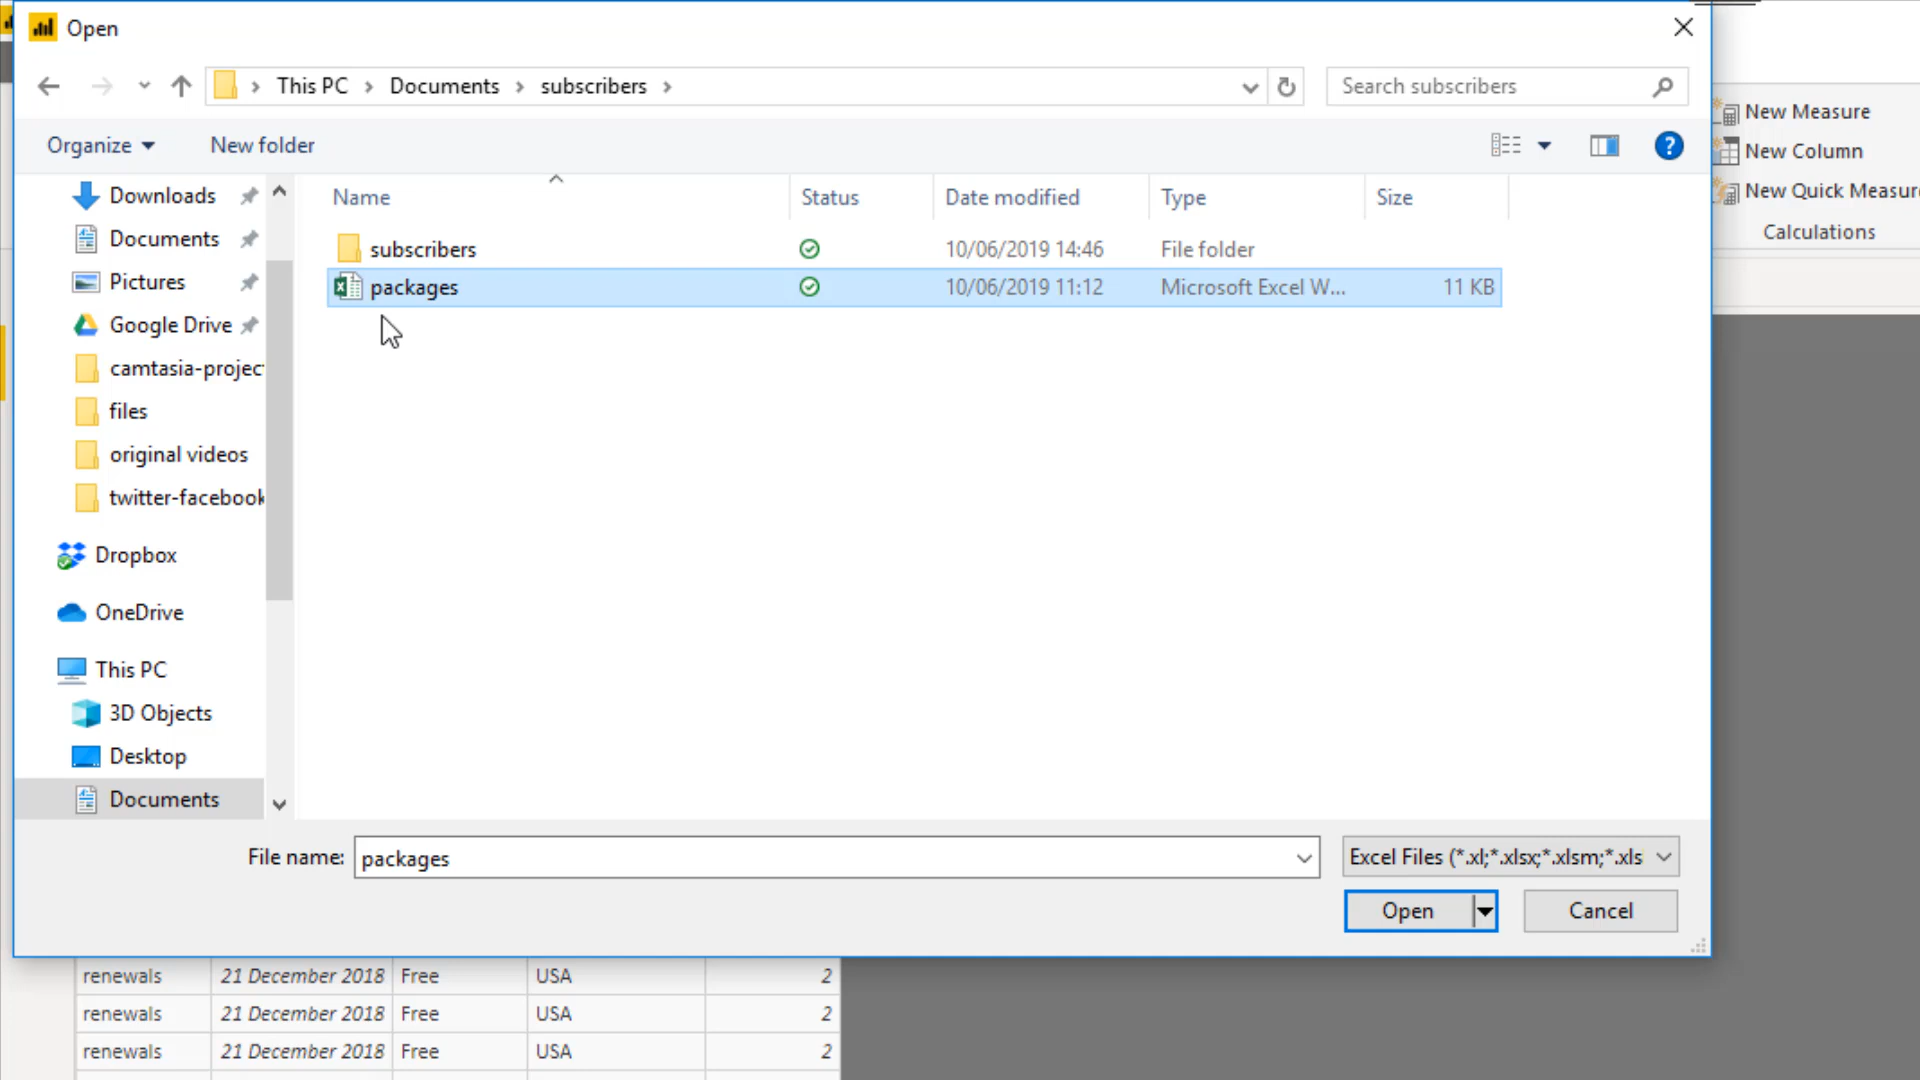 Open
This PC > Documents > subscribers >
Search subscribers
Organize
New folder
New Measure
New Column
New Quick Measure
Calculations
Name
Status
Date modified
Type
Size
subscribers
10/06/2019 14:46
File folder
packages
10/06/2019 11:12
Microsoft Excel W...
11 KB
Downloads
Documents
Pictures
Google Drive
camtasia-projec
files
original videos
twitter-facebook
Dropbox
OneDrive
This PC
3D Objects
Desktop
Documents
File name:
packages
Excel Files (*.xl;*.xlsx;*.xlsm;*.xls
Open
Cancel
renewals 21 December 2018 Free USA 2
renewals 21 December 2018 Free USA 2
renewals 21 December 2018 Free USA 2